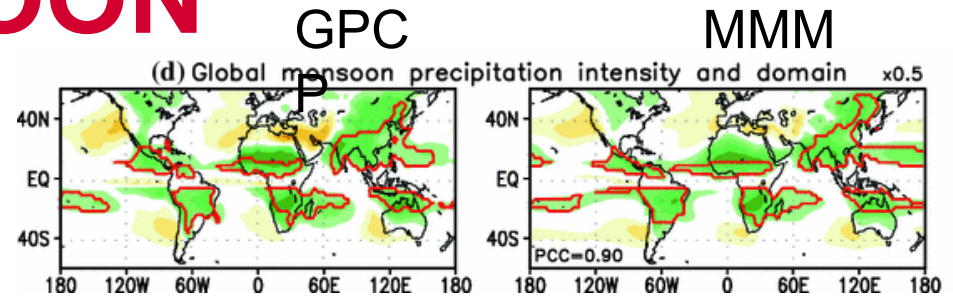 OON
GPC
P
MMM
(d) Global monsoon precipitation intensity and domain x0.5
40N
EQ
40S
40N
EQ
40S
PCC=0.90
180 120W 60W 0 60E 120E 180
180 120W 60W 0 60E 120E 180